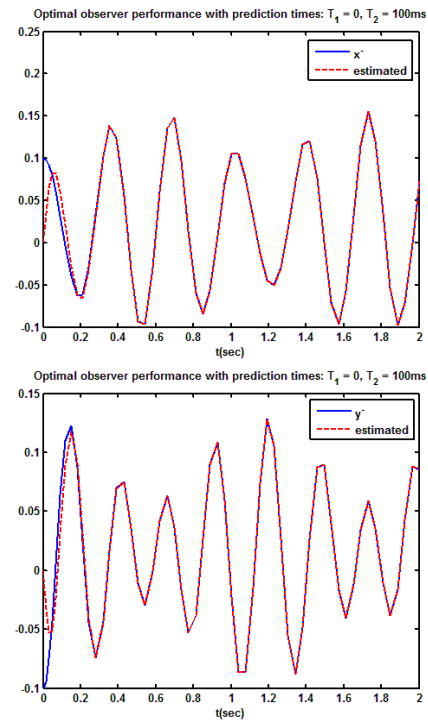 Optimal observer performance with prediction times: T1 = 0, T2 = 100ms
0.25
0.2
0.15
0.1
0.05
0
-0.05
-0.1
x-
estimated
0 0.2 0.4 0.6 0.8 1 1.2 1.4 1.6 1.8 2
t(sec)
Optimal observer performance with prediction times: T1 = 0, T2 = 100ms
0.15
0.1
0.05
0
-0.05
-0.1
y-
estimated
0 0.2 0.4 0.6 0.8 1 1.2 1.4 1.6 1.8 2
t(sec)